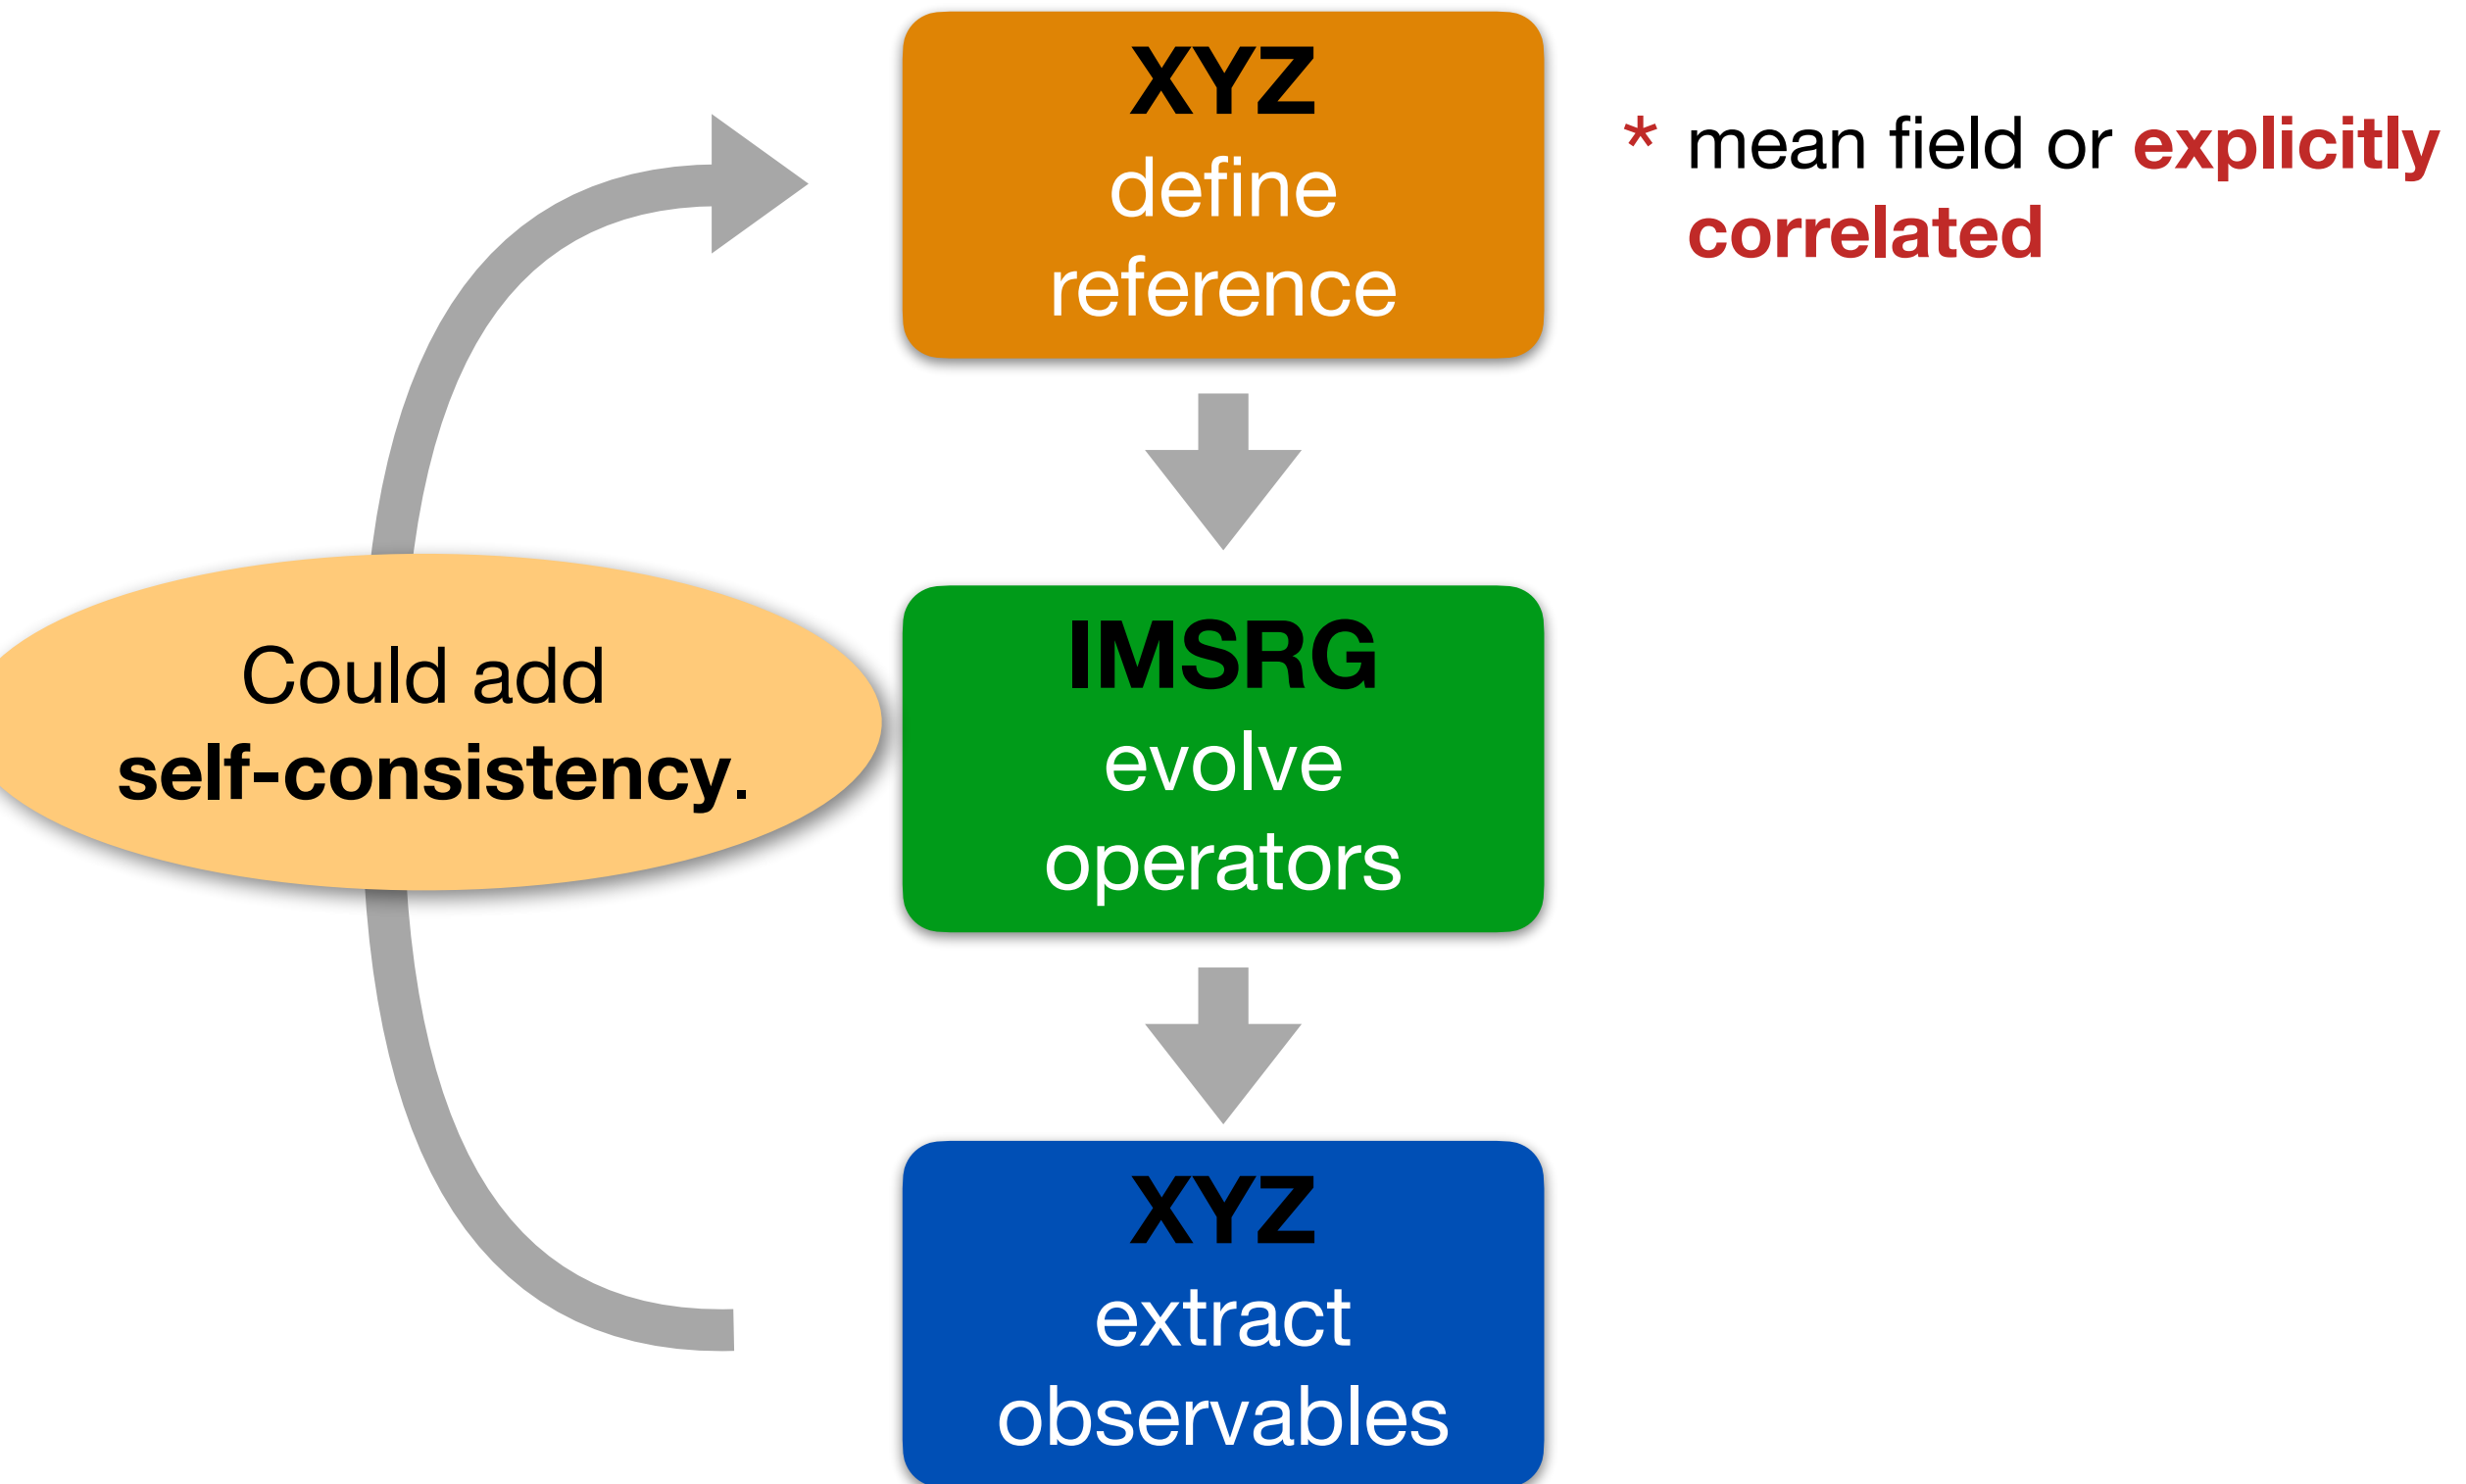 XYZ
define
reference
* mean field or explicitly
correlated
Could add
self-consistency.
IMSRG
evolve
operators
XYZ
extract
observables